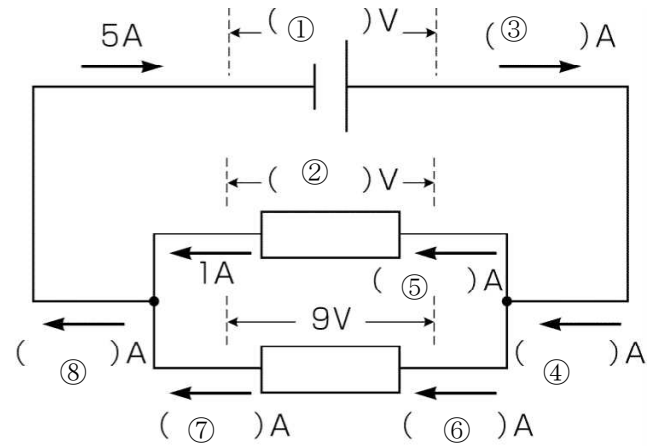 5A
( ① )V
( ③ )A
( ② )V
1A
( ⑤ )A
9V
( ⑧ )A
( ④ )A
( ⑦ )A
( ⑥ )A